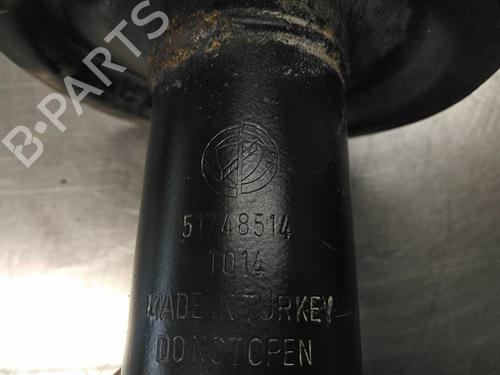 B-PARTS
51748514
T014
MADE IN TURKEY
DO NOT OPEN